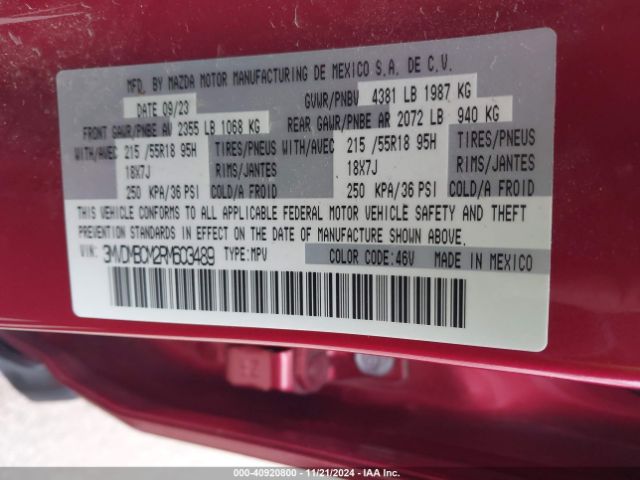 MFD. BY MAZDA MOTOR MANUFACTURING DE MEXICO S.A. DE C.V.
DATE 09/23 GVWR/PNBV 4381 LB 1987 KG
FRONT GAWR/PNBE AV 2355 LB 1068 KG REAR GAWR/PNBE AR 2072 LB 940 KG
WITH/AVEC 215 /55R18 95H TIRES/PNEUS WITH/AVEC 215 /55R18 95H TIRES/PNEUS
18X7J RIMS/JANTES 18X7J RIMS/JANTES
250 KPA/36 PSI COLD/A FROID 250 KPA/36 PSI COLD/A FROID
THIS VEHICLE CONFORMS TO ALL APPLICABLE FEDERAL MOTOR VEHICLE SAFETY AND THEFT
PREVENTION STANDARDS IN EFFECT ON THE DATE OF MANUFACTURE SHOWN ABOVE.
VIN: 3MVDMBCM2RM603489 TYPE:MPV COLOR CODE:46V MADE IN MEXICO
000-40920800 - 11/21/2024 -